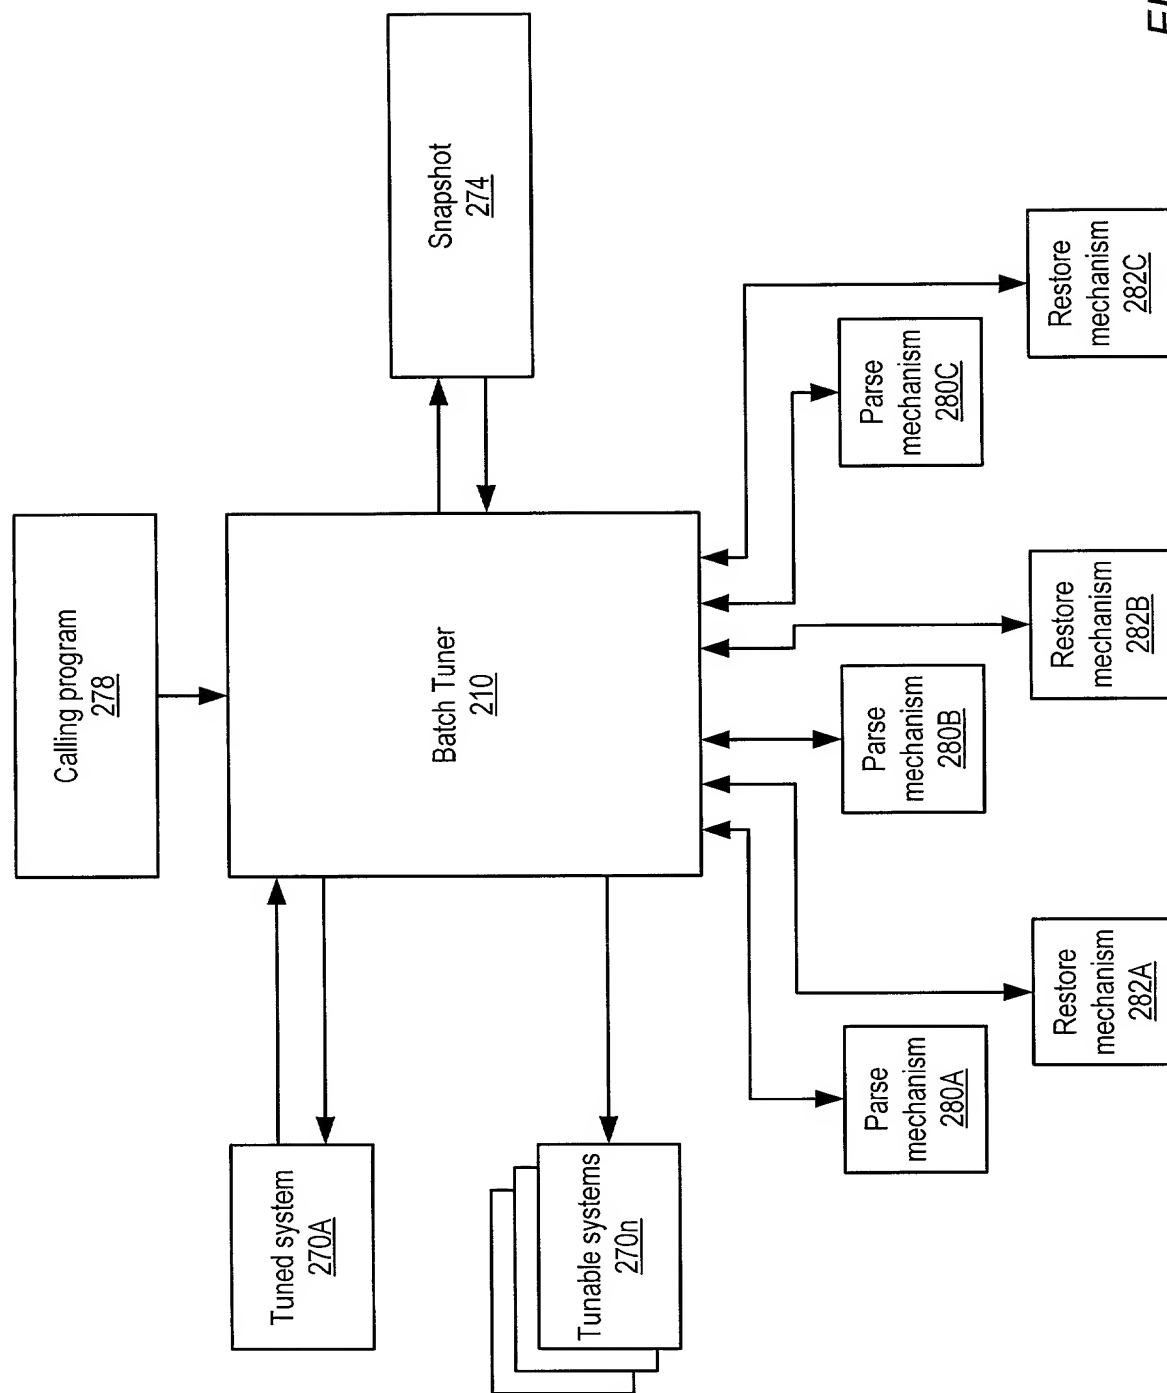 Calling program
278
Snapshot
274
Batch Tuner
210
Tuned system
270A
Tunable systems
270n
Parse
mechanism
280A
Restore
mechanism
282A
Parse
mechanism
280B
Restore
mechanism
282B
Parse
mechanism
280C
Restore
mechanism
282C